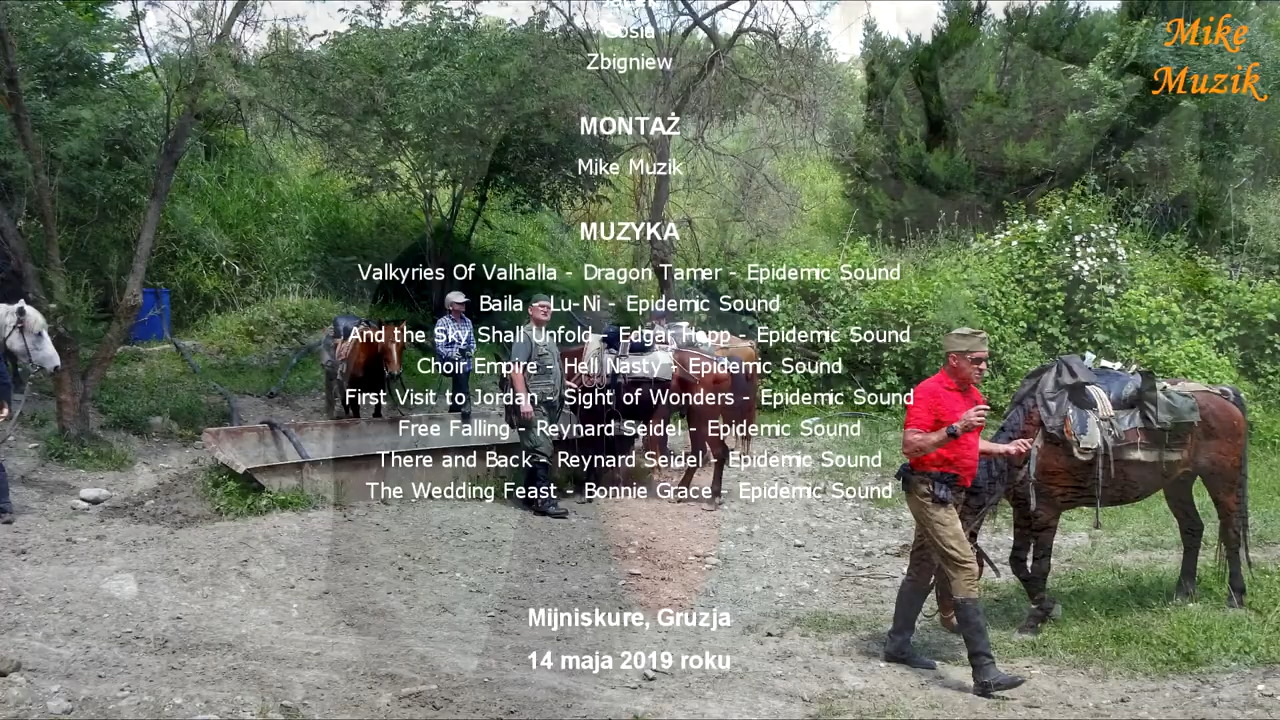 Gosia
Mike
Muzik
Zbigniew
MONTAŻ
Mike Muzik
MUZYKA
Valkyries Of Valhalla - Dragon Tamer - Epidemic Sound
Baila - Lu-Ni - Epidemic Sound
And the Sky Shall Unfold - Edgar Hopp - Epidemic Sound
Choir Empire - Hell Nasty - Epidemic Sound
First Visit to Jordan - Sight of Wonders - Epidemic Sound
Free Falling - Reynard Seidel - Epidemic Sound
There and Back - Reynard Seidel - Epidemic Sound
The Wedding Feast - Bonnie Grace - Epidemic Sound
Mijniskure, Gruzja
14 maja 2019 roku